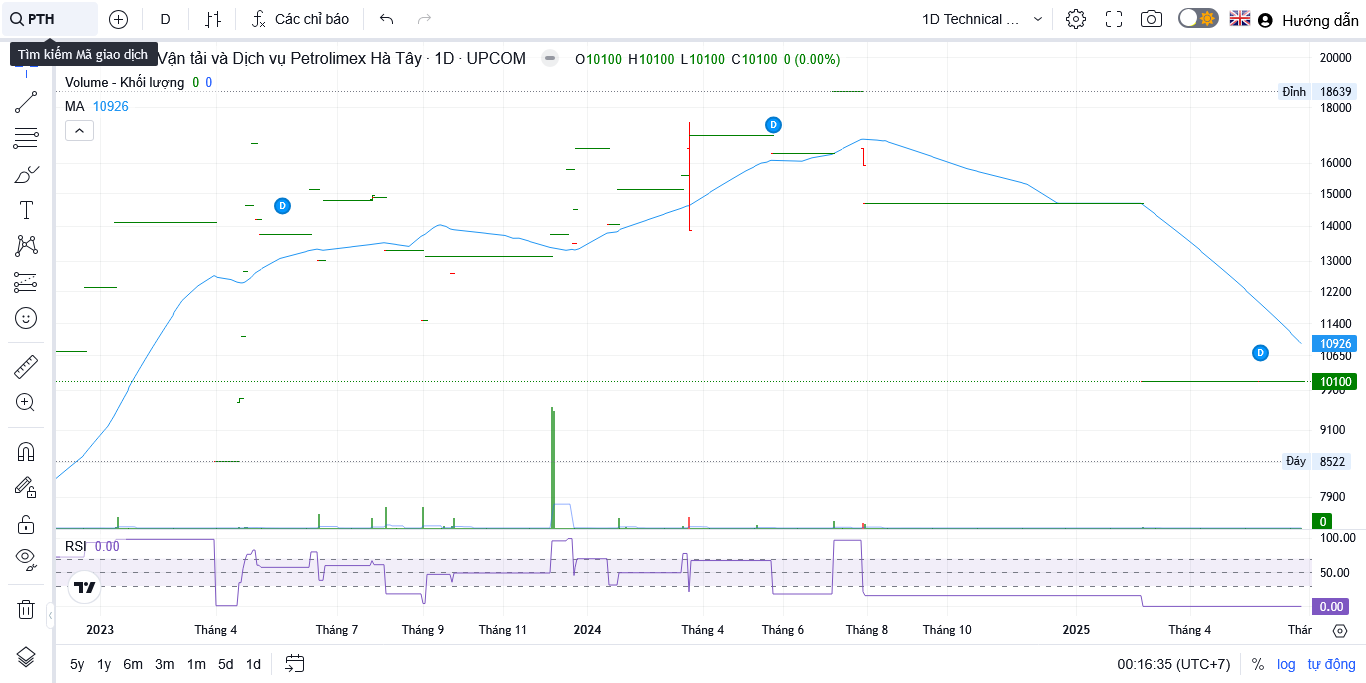 PTH
D
Các chỉ báo
1D Technical ...
Hướng dẫn
Tìm kiếm Mã giao dịch
Vận tải và Dịch vụ Petrolimex Hà Tây · 1D · UPCOM O10100 H10100 L10100 C10100 0 (0.00%)
Volume - Khối lượng 0 0
MA 10926
20000
Đỉnh 18639
18000
16000
15000
14000
13000
12200
11400
10926
10650
10100
9900
9100
Đáy 8522
7900
0
D
D
D
RSI 0.00
100.00
50.00
0.00
2023 Tháng 4 Tháng 7 Tháng 9 Tháng 11 2024 Tháng 4 Tháng 6 Tháng 8 Tháng 10 2025 Tháng 4 Thár
5y 1y 6m 3m 1m 5d 1d
00:16:35 (UTC+7) % log tự động